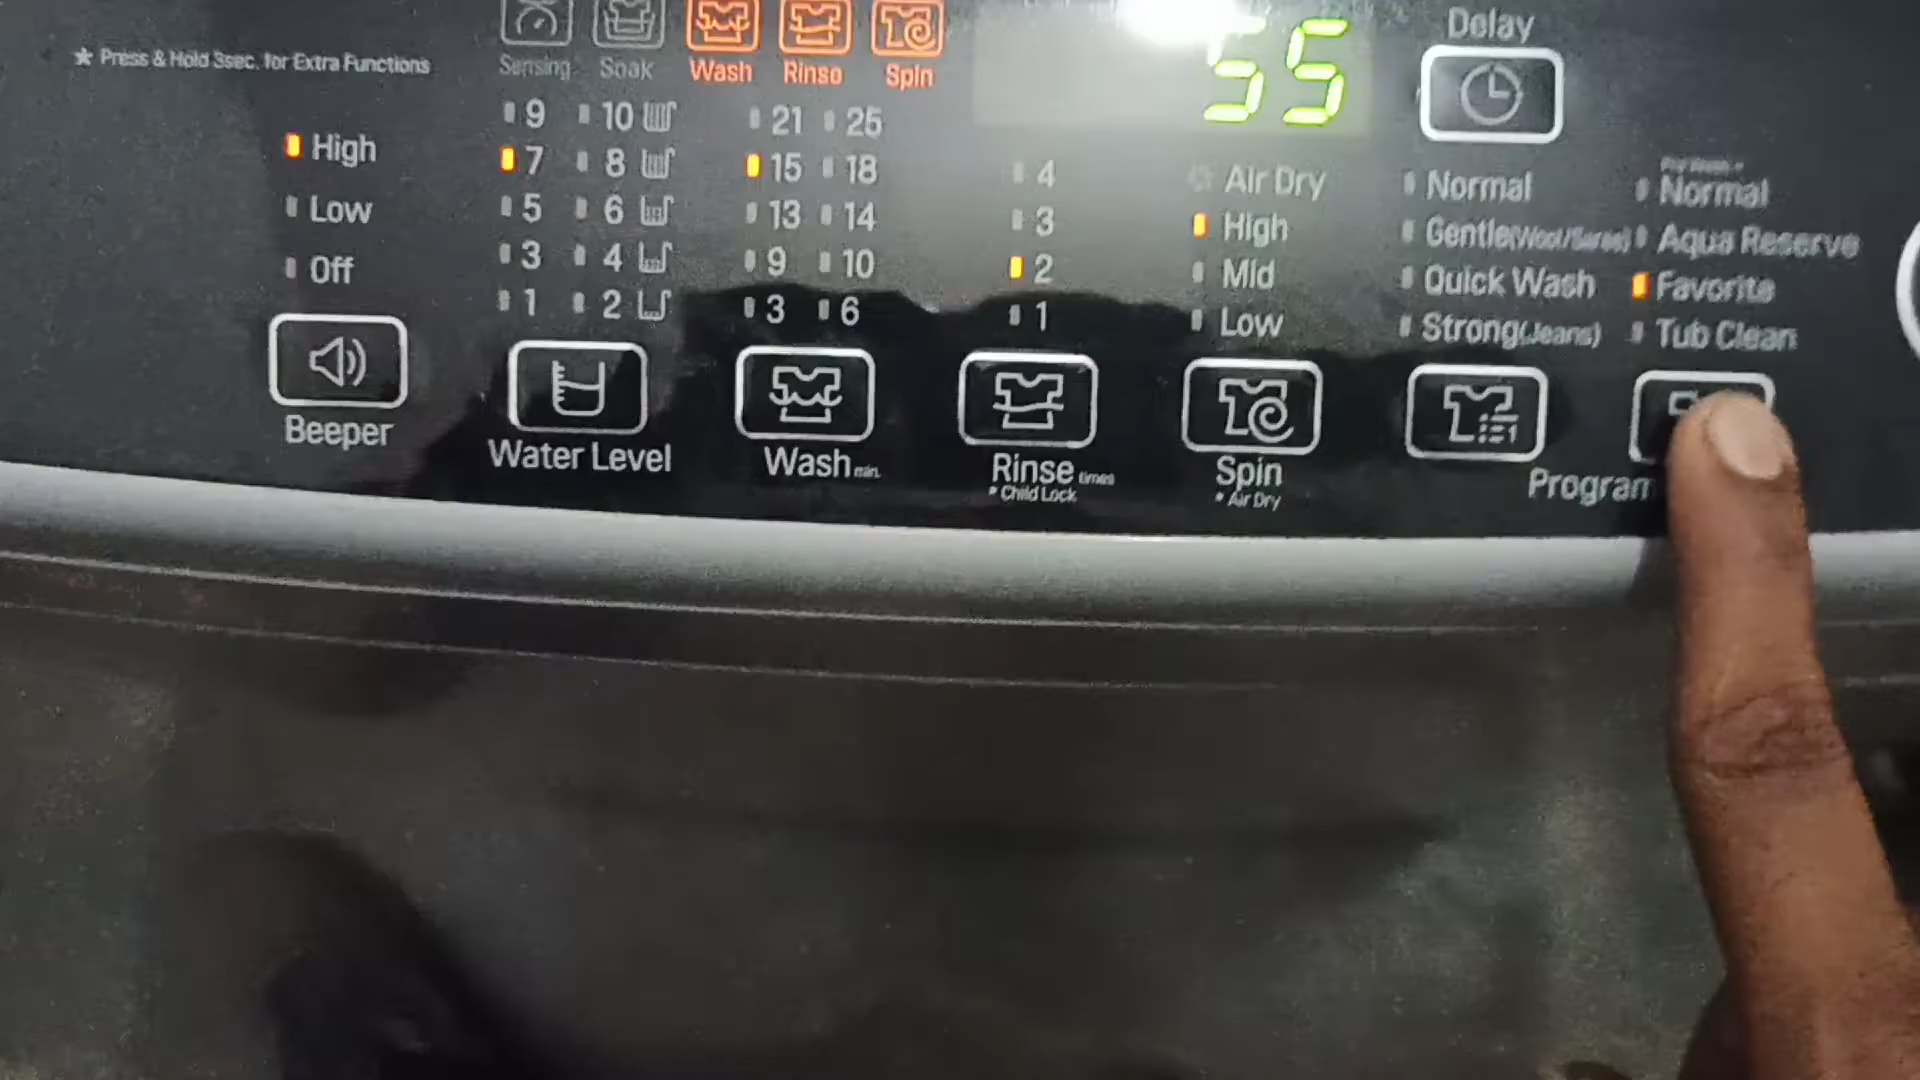 Delay
★ Press & Hold 3sec. for Extra Functions
Sensing Soak Wash Rinse Spin
55
High
Low
Off
9 10
7 8
5 6
3 4
1 2
21 25
15 18
13 14
9 10
3 6
4
3
2
1
Air Dry
High
Mid
Low
Normal
Gentle(Wool/Saree)
Quick Wash
Strong(Jeans)
Normal
Aqua Reserve
Favorite
Tub Clean
Beeper
Water Level
Wash min.
Rinse times
* Child Lock
Spin
* Air Dry
Program